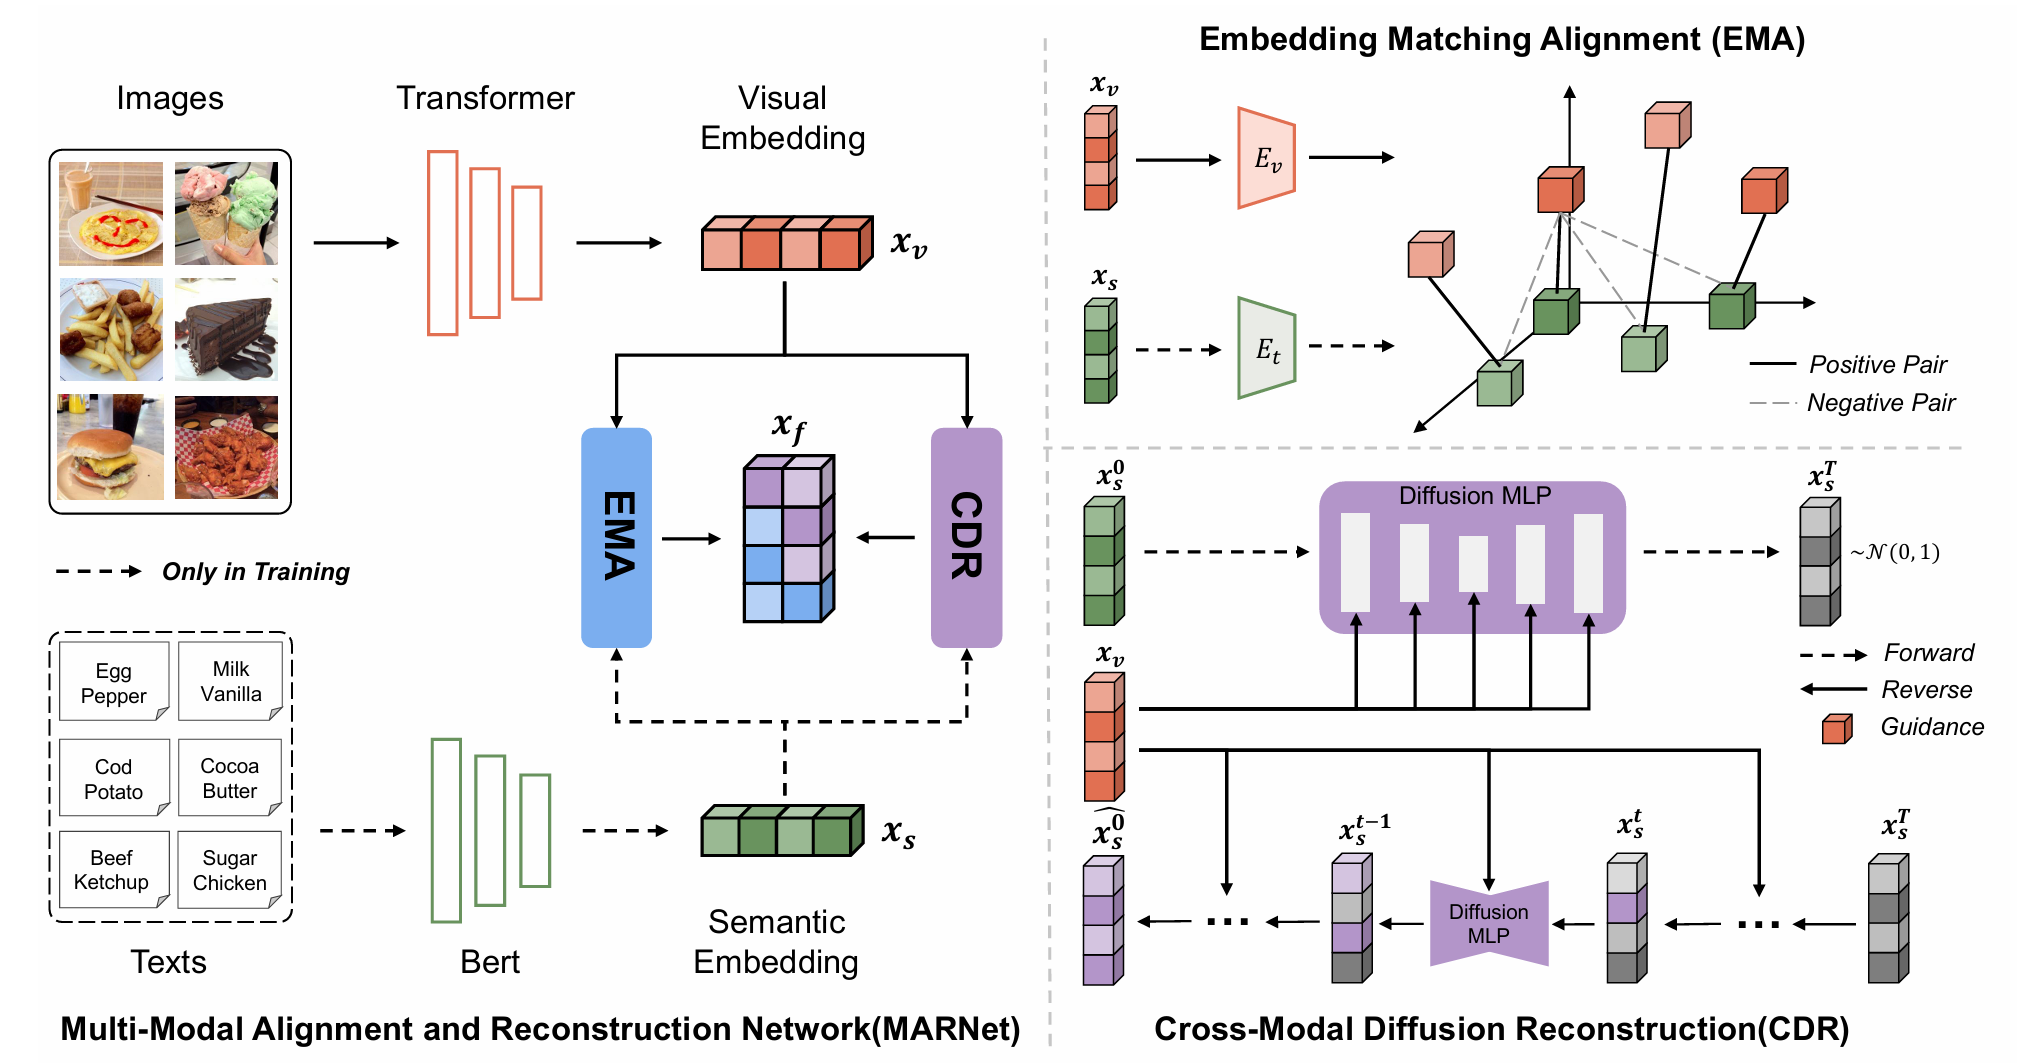 Images
Transformer
Visual
Embedding
x_v
EMA
x_f
CDR
Only in Training
Egg
Pepper
Milk
Vanilla
Cod
Potato
Cocoa
Butter
Beef
Ketchup
Sugar
Chicken
Texts
Bert
x_s
Semantic
Embedding
Multi-Modal Alignment and Reconstruction Network(MARNet)
Embedding Matching Alignment (EMA)
x_v
E_v
x_s
E_t
Positive Pair
Negative Pair
x_s^0
Diffusion MLP
x_s^T
~𝒩(0, 1)
x_v
Forward
Reverse
Guidance
\widehat{x_s^0}
...
x_s^{t-1}
Diffusion
MLP
x_s^t
...
x_s^T
Cross-Modal Diffusion Reconstruction(CDR)